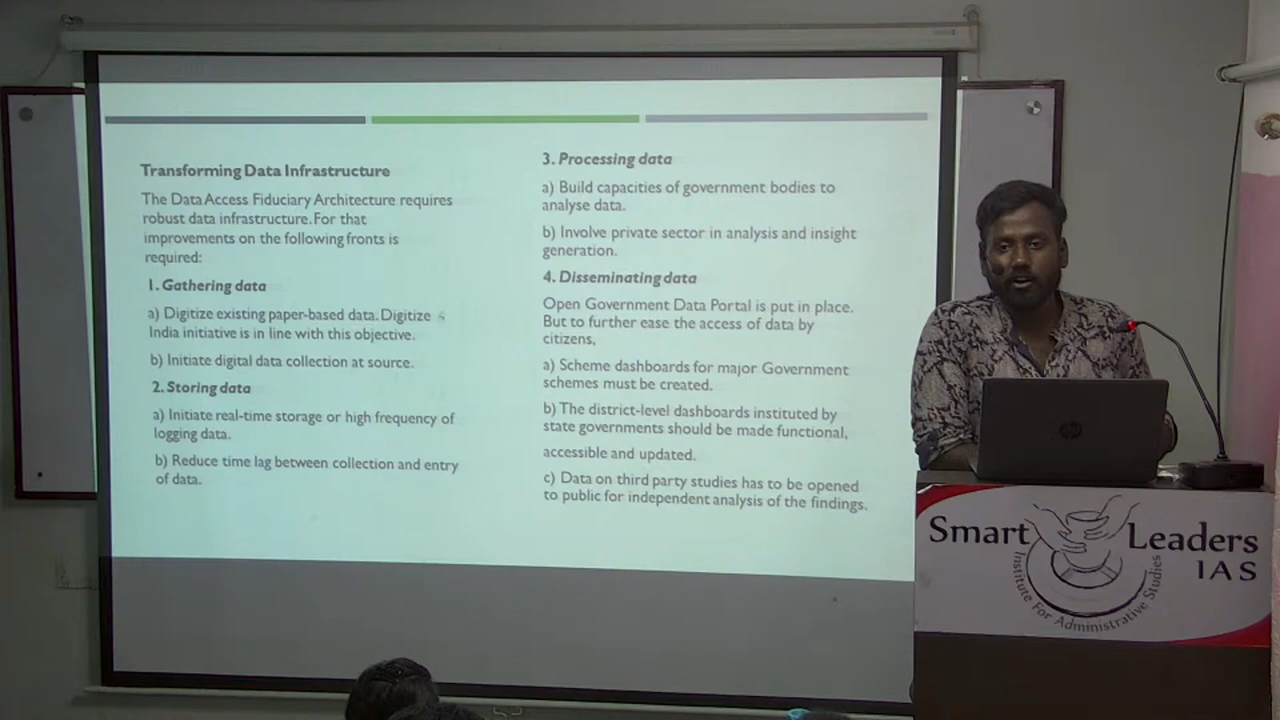 Transforming Data Infrastructure
The Data Access Fiduciary Architecture requires
robust data infrastructure. For that
improvements on the following fronts is
required:
1. Gathering data
a) Digitize existing paper-based data. Digitize
India initiative is in line with this objective.
b) Initiate digital data collection at source.
2. Storing data
a) Initiate real-time storage or high frequency of
logging data.
b) Reduce time lag between collection and entry
of data.
3. Processing data
a) Build capacities of government bodies to
analyse data.
b) Involve private sector in analysis and insight
generation.
4. Disseminating data
Open Government Data Portal is put in place.
But to further ease the access of data by
citizens,
a) Scheme dashboards for major Government
schemes must be created.
b) The district-level dashboards instituted by
state governments should be made functional,
accessible and updated.
c) Data on third party studies has to be opened
to public for independent analysis of the findings.
hp
Smart Leaders
IAS
Institute For Administrative Studies